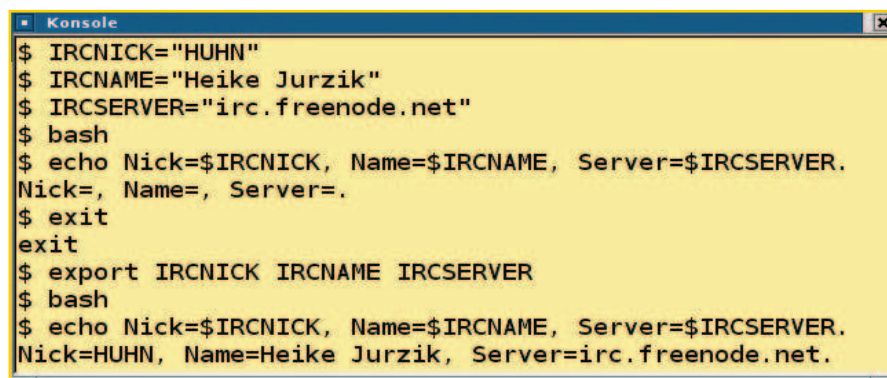 Konsole
$ IRCNICK="HUHN"
$ IRCNAME="Heike Jurzik"
$ IRCSERVER="irc.freenode.net"
$ bash
$ echo Nick=$IRCNICK, Name=$IRCNAME, Server=$IRCSERVER.
Nick=, Name=, Server=.
$ exit
exit
$ export IRCNICK IRCNAME IRCSERVER
$ bash
$ echo Nick=$IRCNICK, Name=$IRCNAME, Server=$IRCSERVER.
Nick=HUHN, Name=Heike Jurzik, Server=irc.freenode.net.